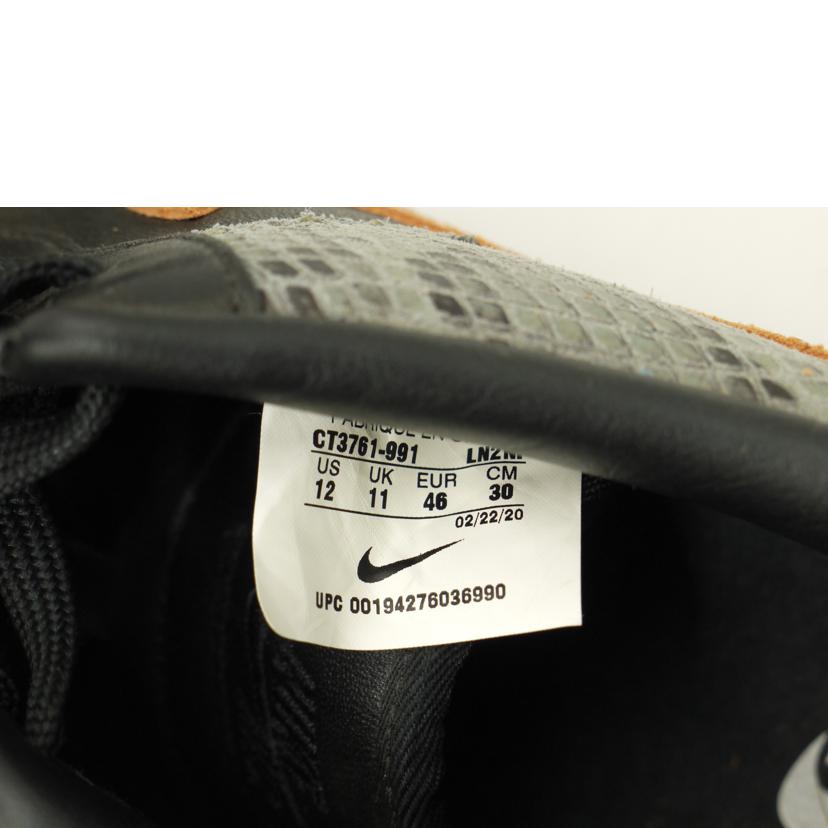 CT3761-991
US UK EUR CM
12 11 46 30
02/22/20
UPC 00194276036990